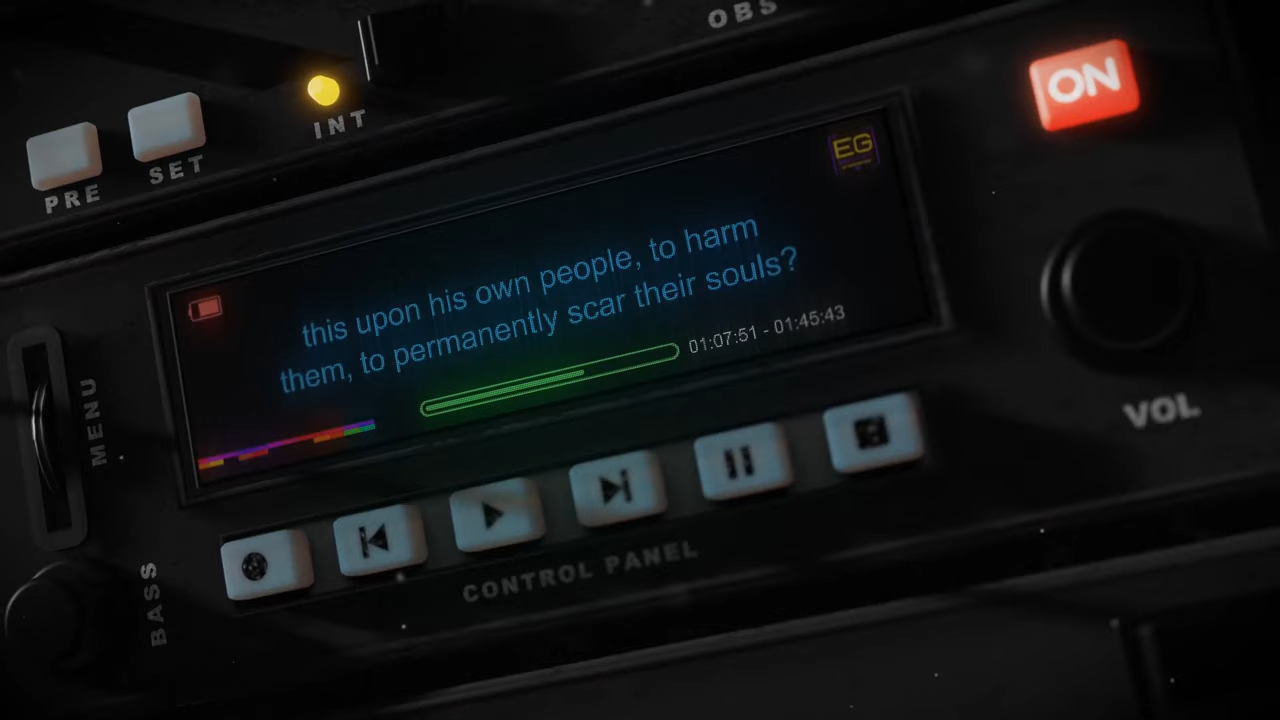 OBS
ON
INT
PRE
SET
EG
this upon his own people, to harm
them, to permanently scar their souls?
01:07:51 - 01:45:43
MENU
VOL
BASS
CONTROL PANEL